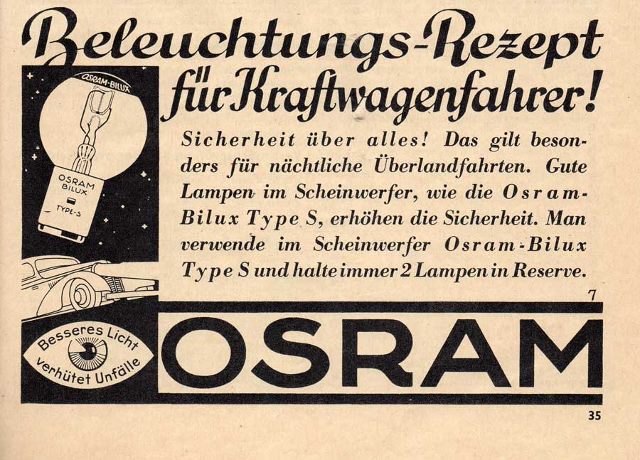 Beleuchtungs-Rezept
für Kraftwagenfahrer!
OSRAM-BILUX
OSRAM
BILUX
TYPE-S
Sicherheit über alles! Das gilt beson-
ders für nächtliche Überlandfahrten. Gute
Lampen im Scheinwerfer, wie die Osram-
Bilux Type S, erhöhen die Sicherheit. Man
verwende im Scheinwerfer Osram-Bilux
Type S und halte immer 2 Lampen in Reserve.
7
Besseres Licht
verhütet Unfälle
OSRAM
35